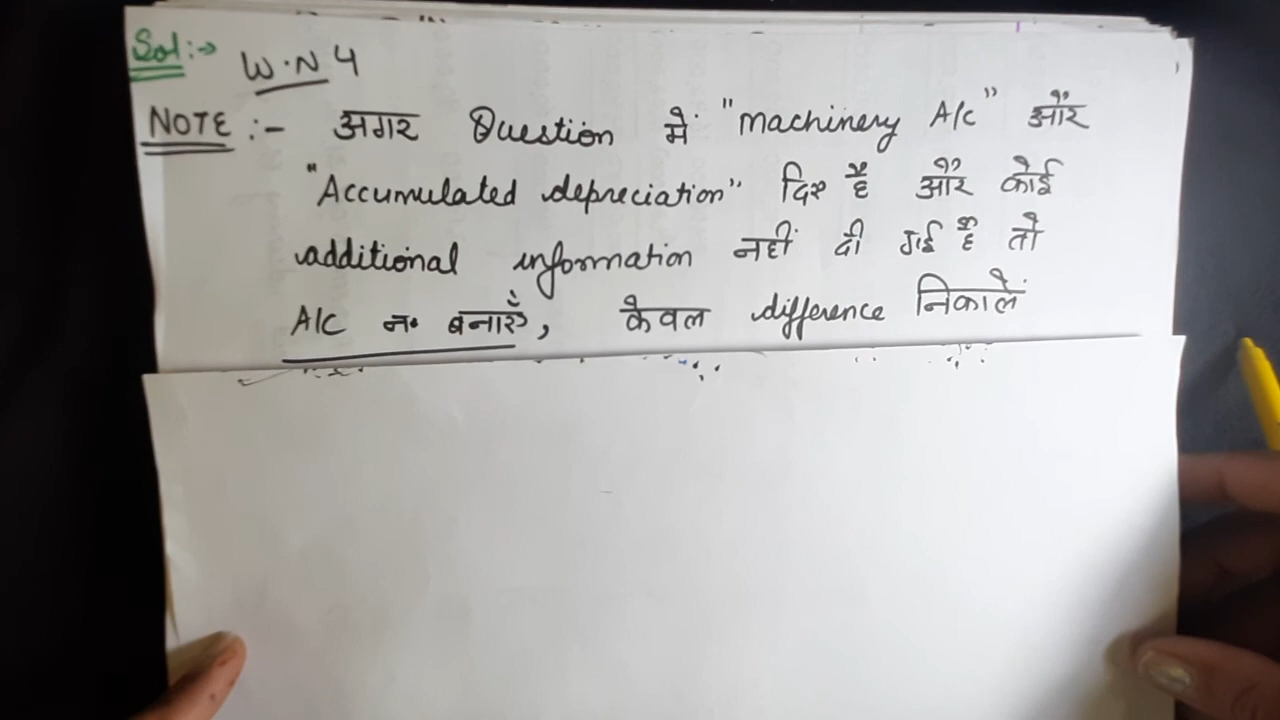 Sol:→ W.N 4
NOTE :- अगर Question में "machinery A/c" और
"Accumulated depreciation" दिए है और कोई
additional information नहीं दी गई है तो
A/C न. बनाएँ, केवल difference निकालें